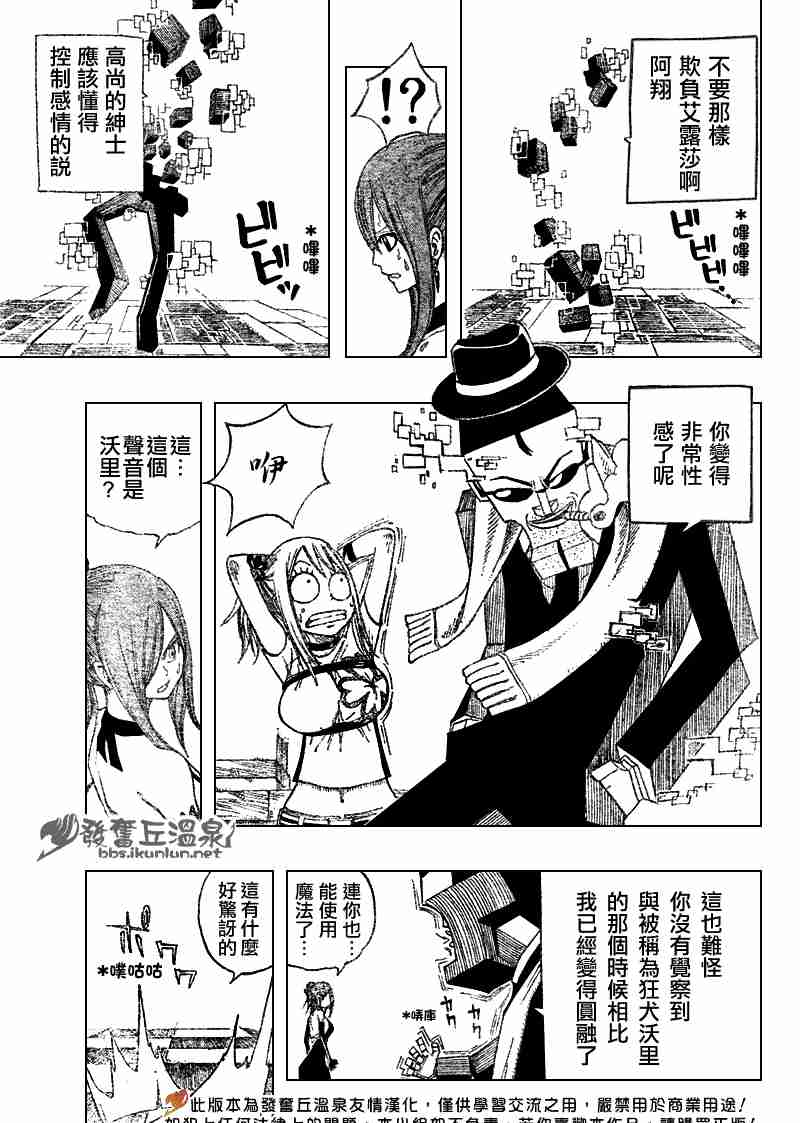 不要那樣
欺負艾露莎啊
阿翔
*嗶嗶嗶
ビビビッ
!?
高尚的紳士
應該懂得
控制感情的說
*嗶嗶
ビビッ
你變得
非常性
感了呢
咿
這…
這個
聲音是
沃里？
發奮丘溫泉
bbs.ikunlun.net
這也難怪
你沒有覺察到
與被稱為狂犬沃里
的那個時候相比
我已經變得圓融了
連你也…
能使用
魔法了…
這有什麼
好驚訝的
*噗咕咕
此版本為發奮丘溫泉友情漢化，僅供學習交流之用，嚴禁用於商業用途！